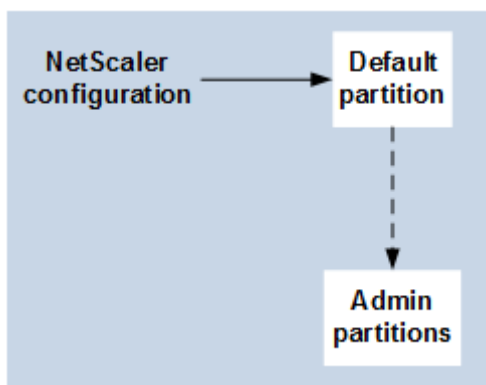 NetScaler
configuration
Default
partition
Admin
partitions